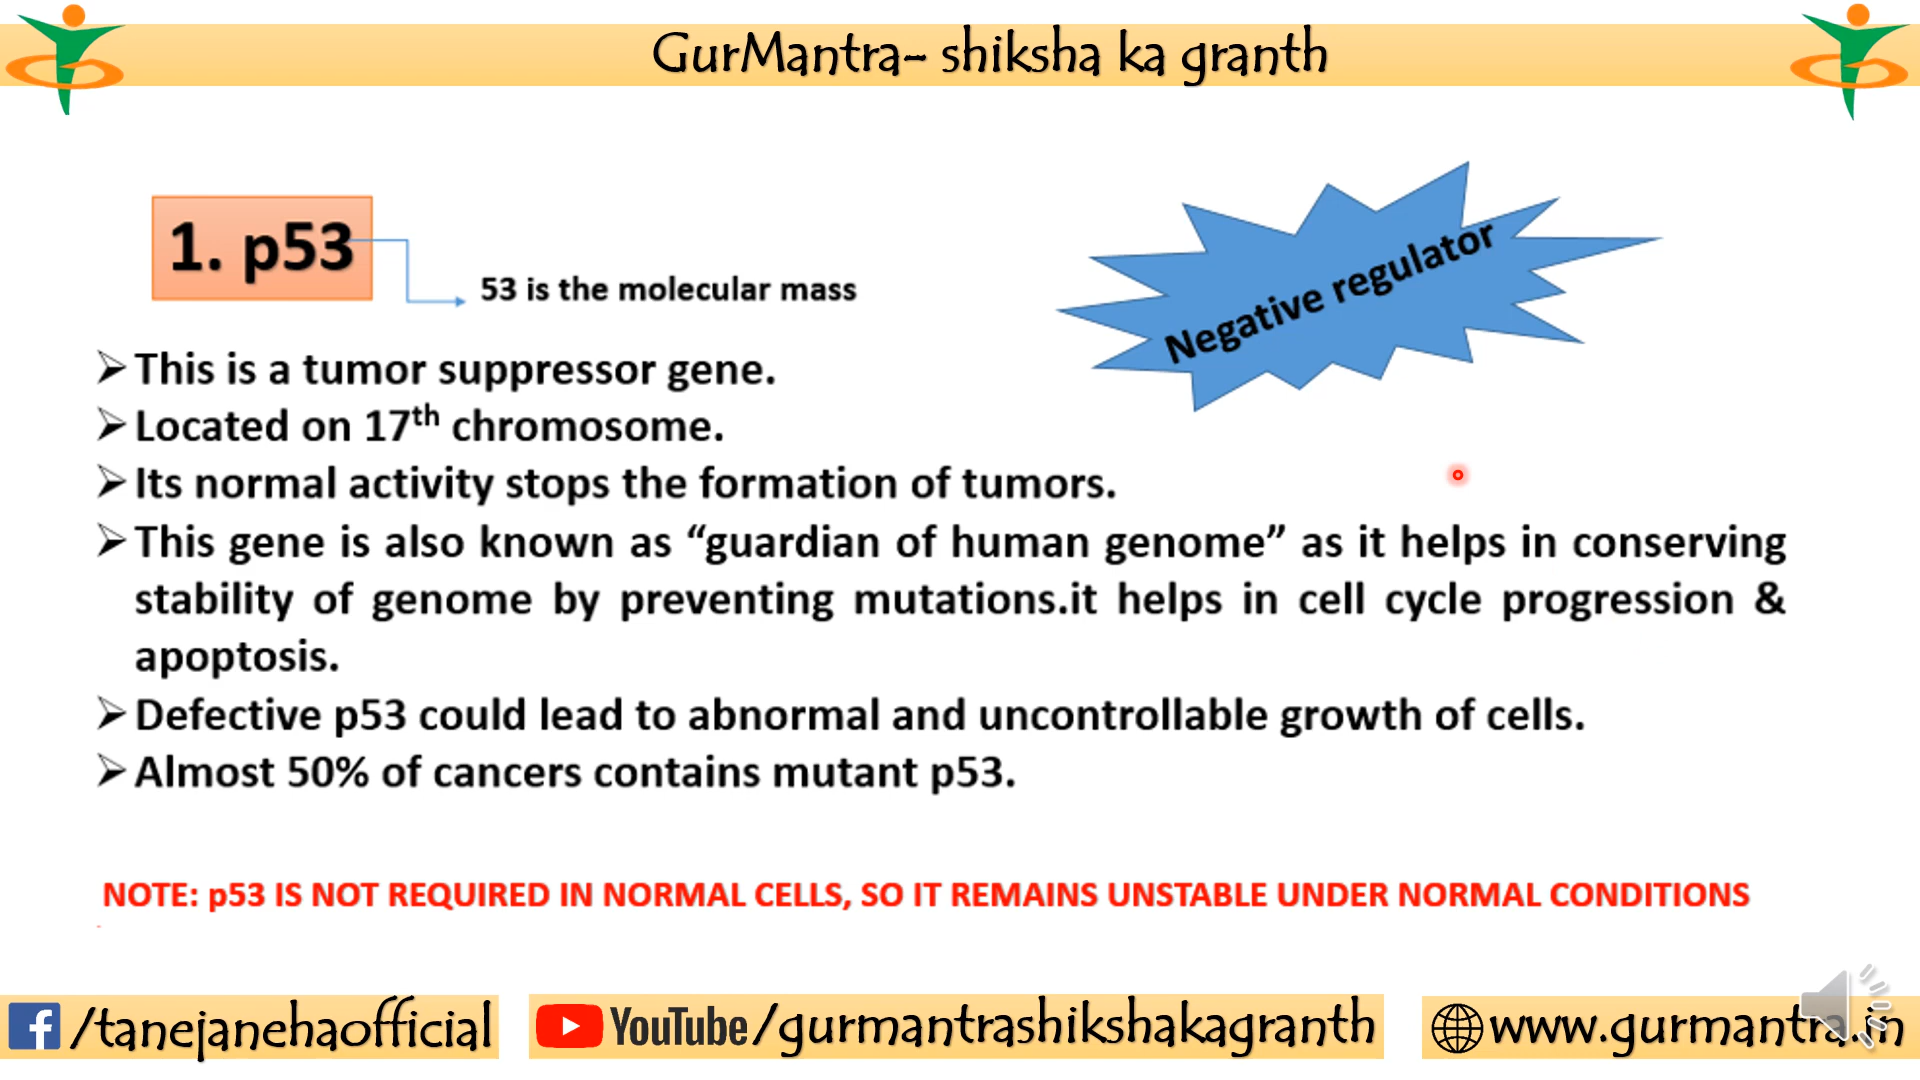 GurMantra- shiksha ka granth
1. p53
53 is the molecular mass
Negative regulator
This is a tumor suppressor gene.
Located on 17th chromosome.
Its normal activity stops the formation of tumors.
This gene is also known as “guardian of human genome” as it helps in conserving
stability of genome by preventing mutations.it helps in cell cycle progression &
apoptosis.
Defective p53 could lead to abnormal and uncontrollable growth of cells.
Almost 50% of cancers contains mutant p53.
NOTE: p53 IS NOT REQUIRED IN NORMAL CELLS, SO IT REMAINS UNSTABLE UNDER NORMAL CONDITIONS
/tanejanehaofficial
YouTube/gurmantrashikshakagranth
www.gurmantra.in